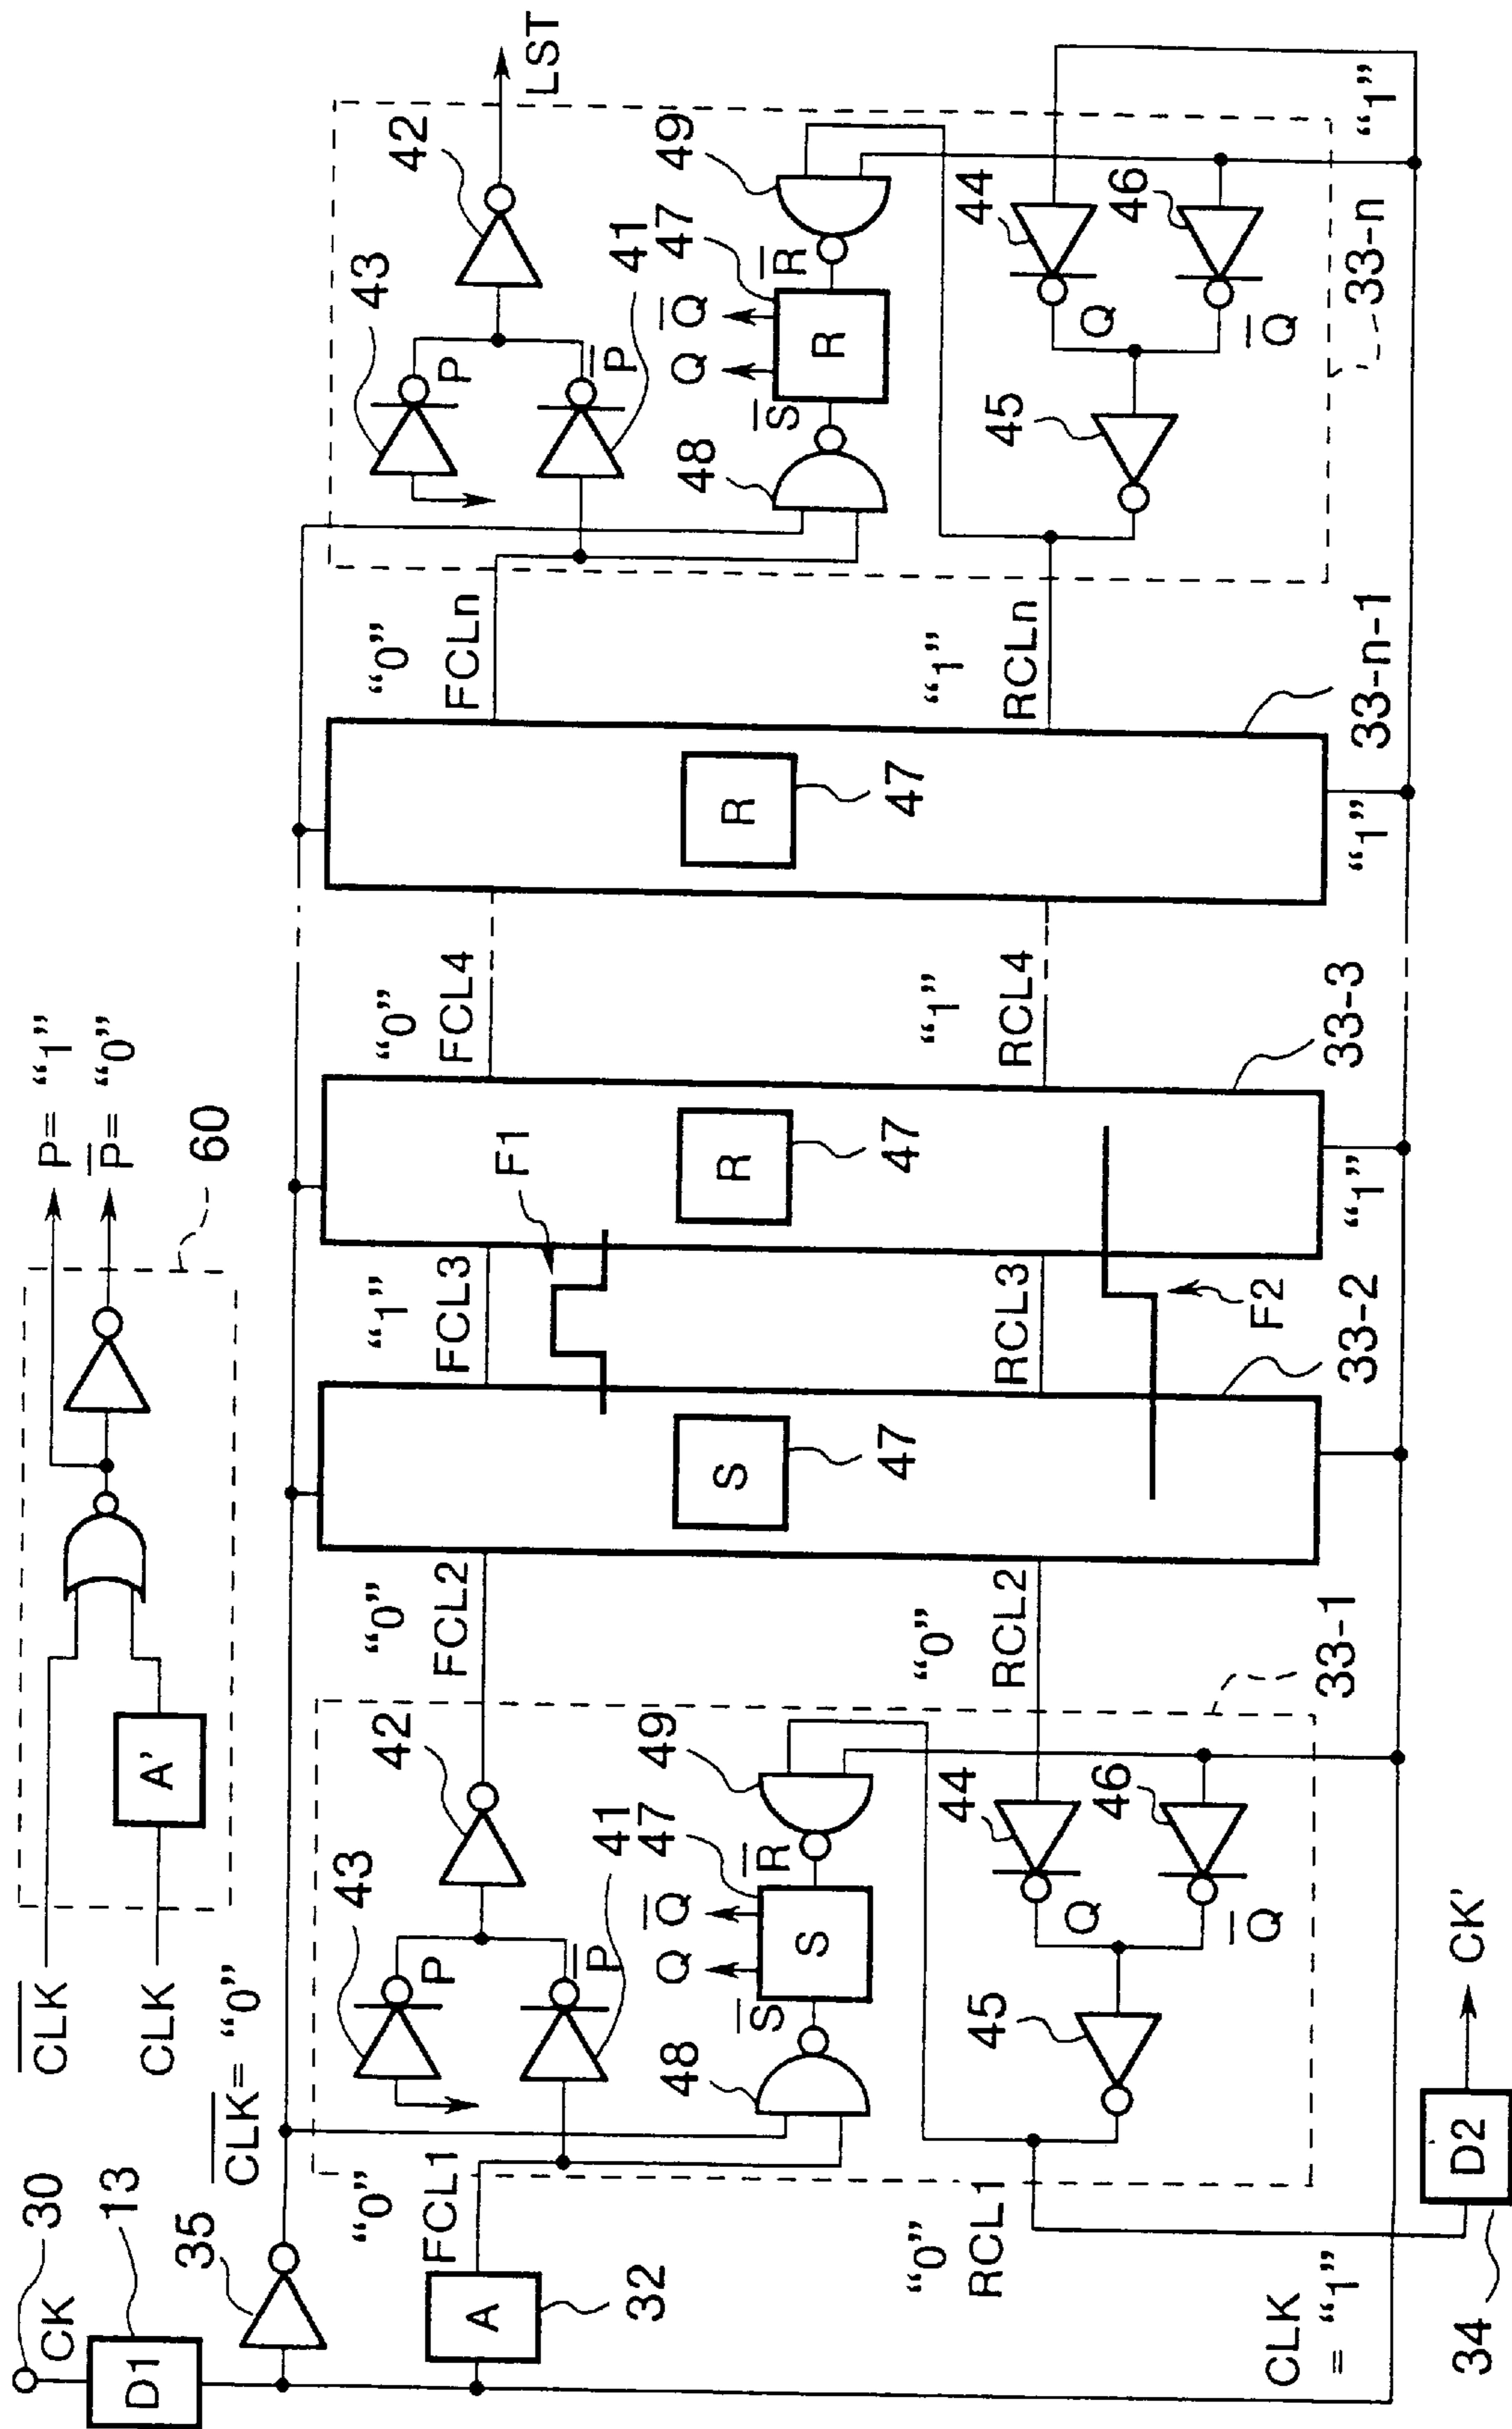 CLK
CLK
P= “1”
P= “0”
60
A'
30
CK
D1
13
35
CLK= “0”
A
32
“0”
FCL1
“0”
RCL1
CLK
= “1”
34
D2
CK'
33-1
43
42
P
P
41
47
49
48
S
S
R
Q
Q
44
46
45
Q
Q
“0”
FCL2
“0”
RCL2
S
47
33-2
“1”
FCL3
F1
RCL3
F2
R
47
33-3
“1”
“0”
FCL4
“1”
RCL4
R
47
33-n-1
“1”
“0”
FCLn
“1”
RCLn
43
42
LST
P
P
41
47
49
48
S
R
R
Q
Q
44
46
45
Q
Q
33-n
“1”